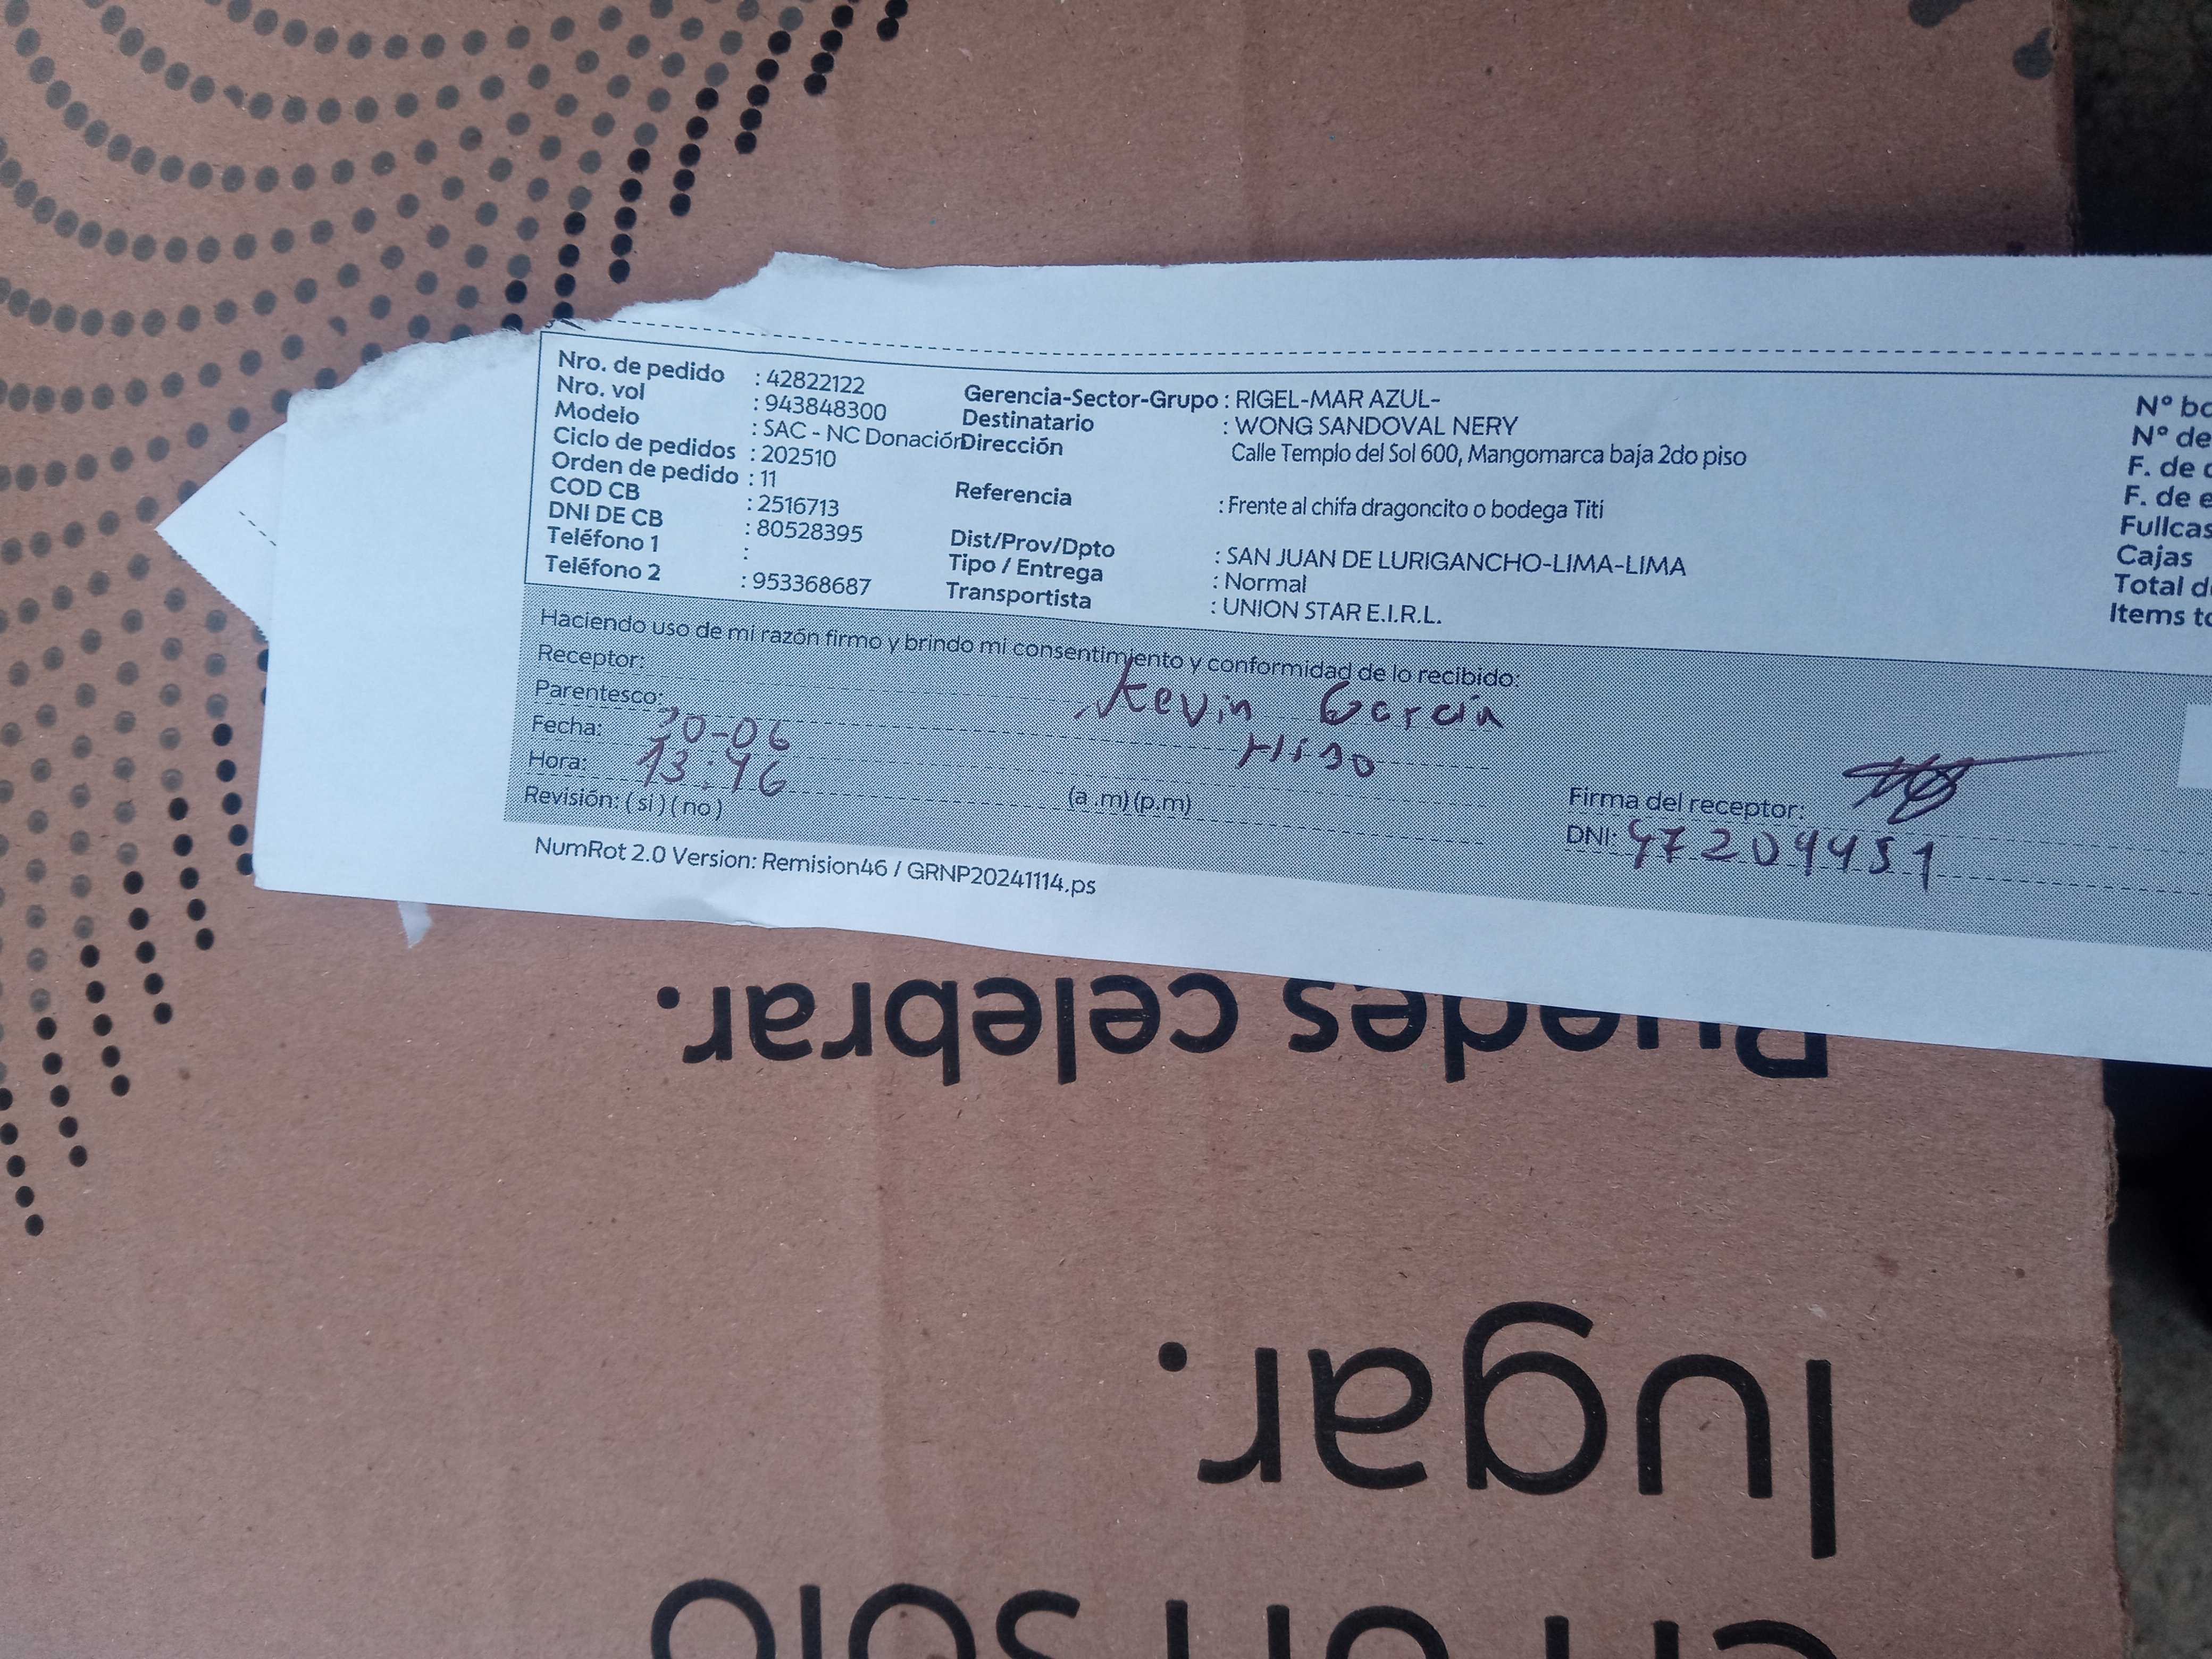 Nro. de pedido : 42822122
Nro. vol : 943848300
Modelo : SAC - NC Donación
Ciclo de pedidos : 202510
Orden de pedido : 11
COD CB : 2516713
DNI DE CB : 80528395
Teléfono 1 :
Teléfono 2 : 953368687
Gerencia-Sector-Grupo : RIGEL-MAR AZUL-
Destinatario : WONG SANDOVAL NERY
Dirección Calle Templo del Sol 600, Mangomarca baja 2do piso
Referencia : Frente al chifa dragoncito o bodega Titi
Dist/Prov/Dpto : SAN JUAN DE LURIGANCHO-LIMA-LIMA
Tipo / Entrega : Normal
Transportista : UNION STAR E.I.R.L.
N° de
F. de
F. de
Cajas
Total
Items
Haciendo uso de mi razón firmo y brindo mi consentimiento y conformidad de lo recibido:
Receptor: Kevin García
Parentesco: Hijo
Fecha: 30-06
Hora: 13:46 (a.m) (p.m)
Revisión: ( si ) ( no )
Firma del receptor:
DNI: 47204451
NumRot 2.0 Version: Remision46 / GRNP20241114.ps
Puedes celebrar.
lugar.
en un solo